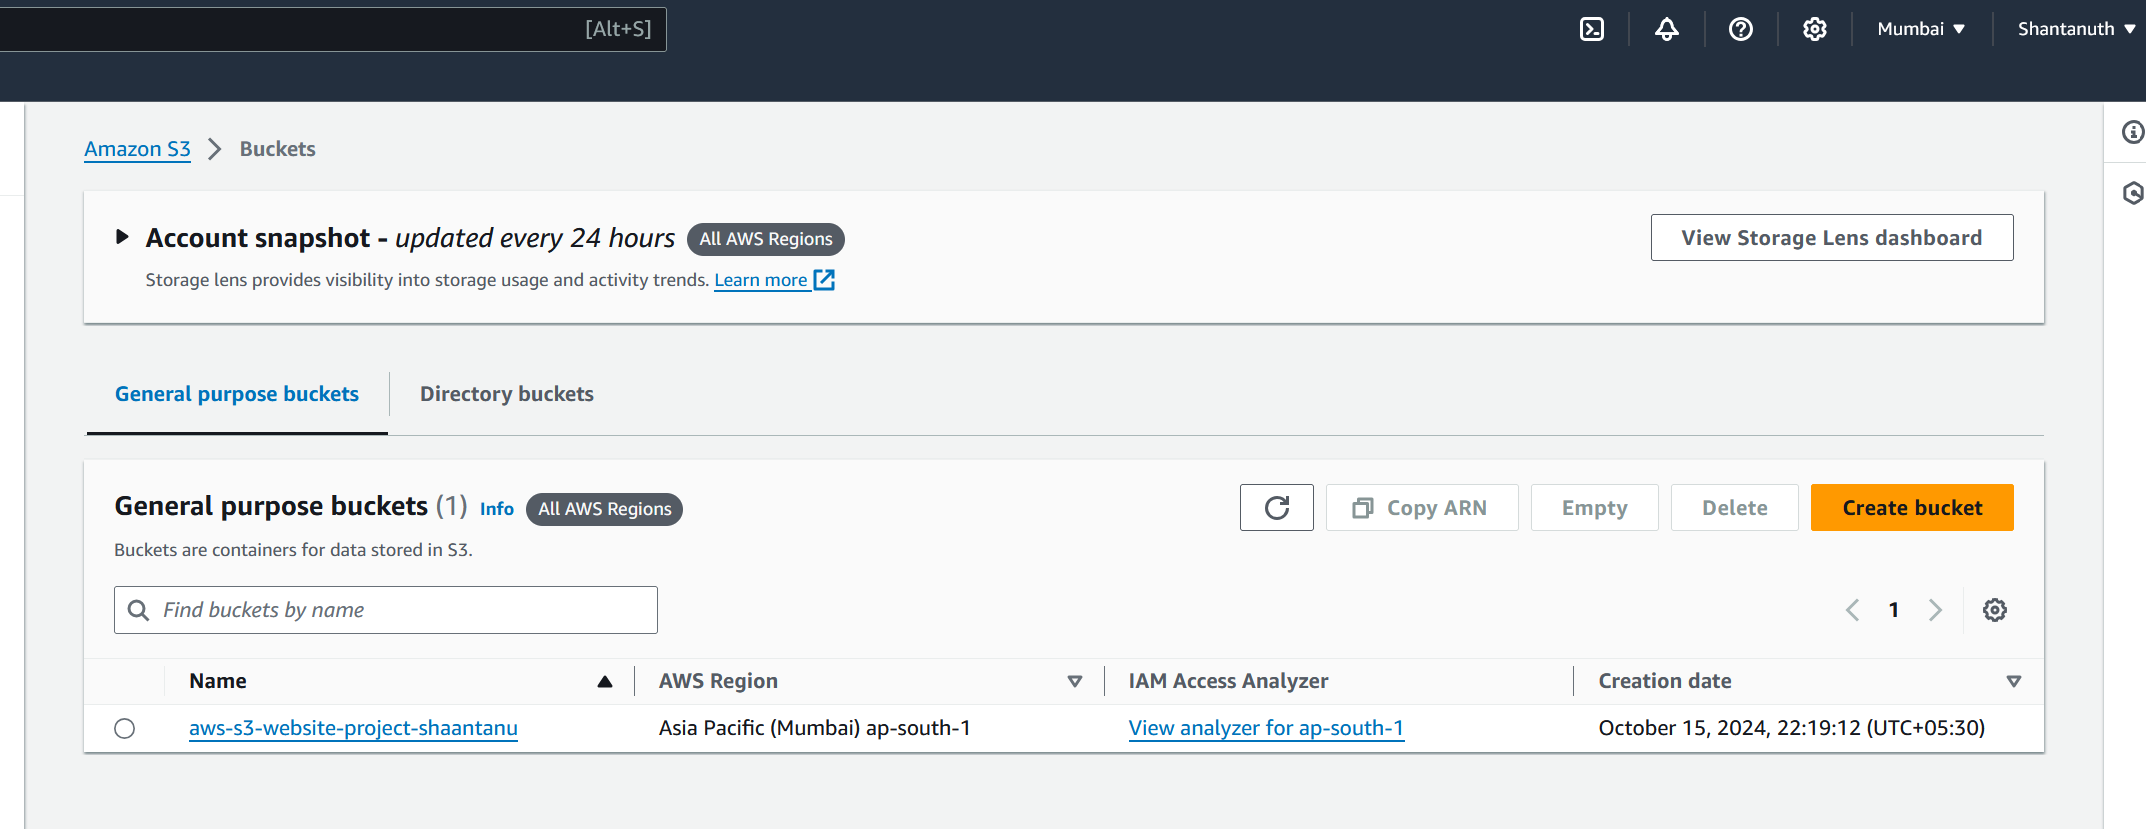 [Alt+S]
Mumbai
Shantanuth
Amazon S3
Buckets
Account snapshot - updated every 24 hours
All AWS Regions
View Storage Lens dashboard
Storage lens provides visibility into storage usage and activity trends. Learn more
General purpose buckets
Directory buckets
General purpose buckets (1)
Info
All AWS Regions
Copy ARN
Empty
Delete
Create bucket
Buckets are containers for data stored in S3.
Find buckets by name
1
Name
AWS Region
IAM Access Analyzer
Creation date
aws-s3-website-project-shaantanu
Asia Pacific (Mumbai) ap-south-1
View analyzer for ap-south-1
October 15, 2024, 22:19:12 (UTC+05:30)